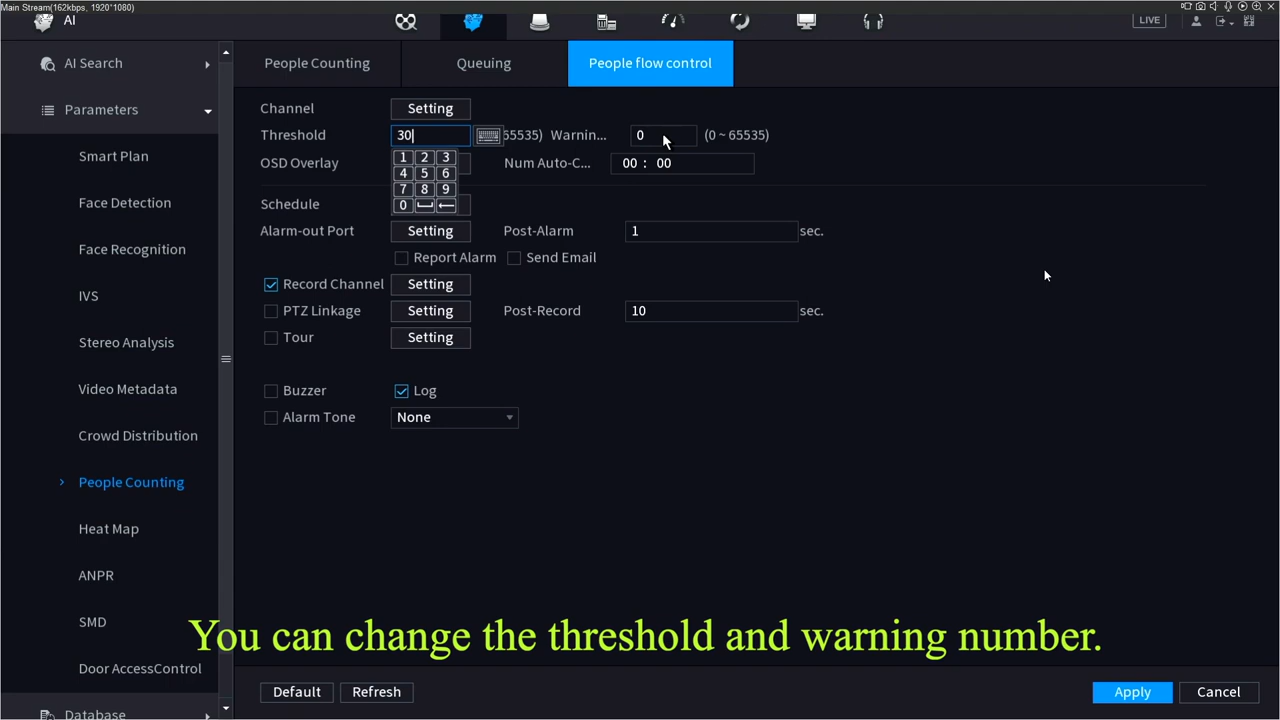 Main Stream(162kbps, 1920*1080)
AI
LIVE
AI Search
People Counting
Queuing
People flow control
Parameters
Channel
Setting
Threshold
30
65535)
Warnin...
0
(0 ~ 65535)
1 2 3
4 5 6
7 8 9
0
Smart Plan
OSD Overlay
Num Auto-C...
00 : 00
Face Detection
Schedule
Alarm-out Port
Setting
Post-Alarm
1
sec.
Face Recognition
Report Alarm
Send Email
IVS
Record Channel
Setting
PTZ Linkage
Setting
Post-Record
10
sec.
Stereo Analysis
Tour
Setting
Video Metadata
Buzzer
Log
Alarm Tone
None
Crowd Distribution
People Counting
Heat Map
ANPR
SMD
You can change the threshold and warning number.
Door AccessControl
Default
Refresh
Apply
Cancel
Database